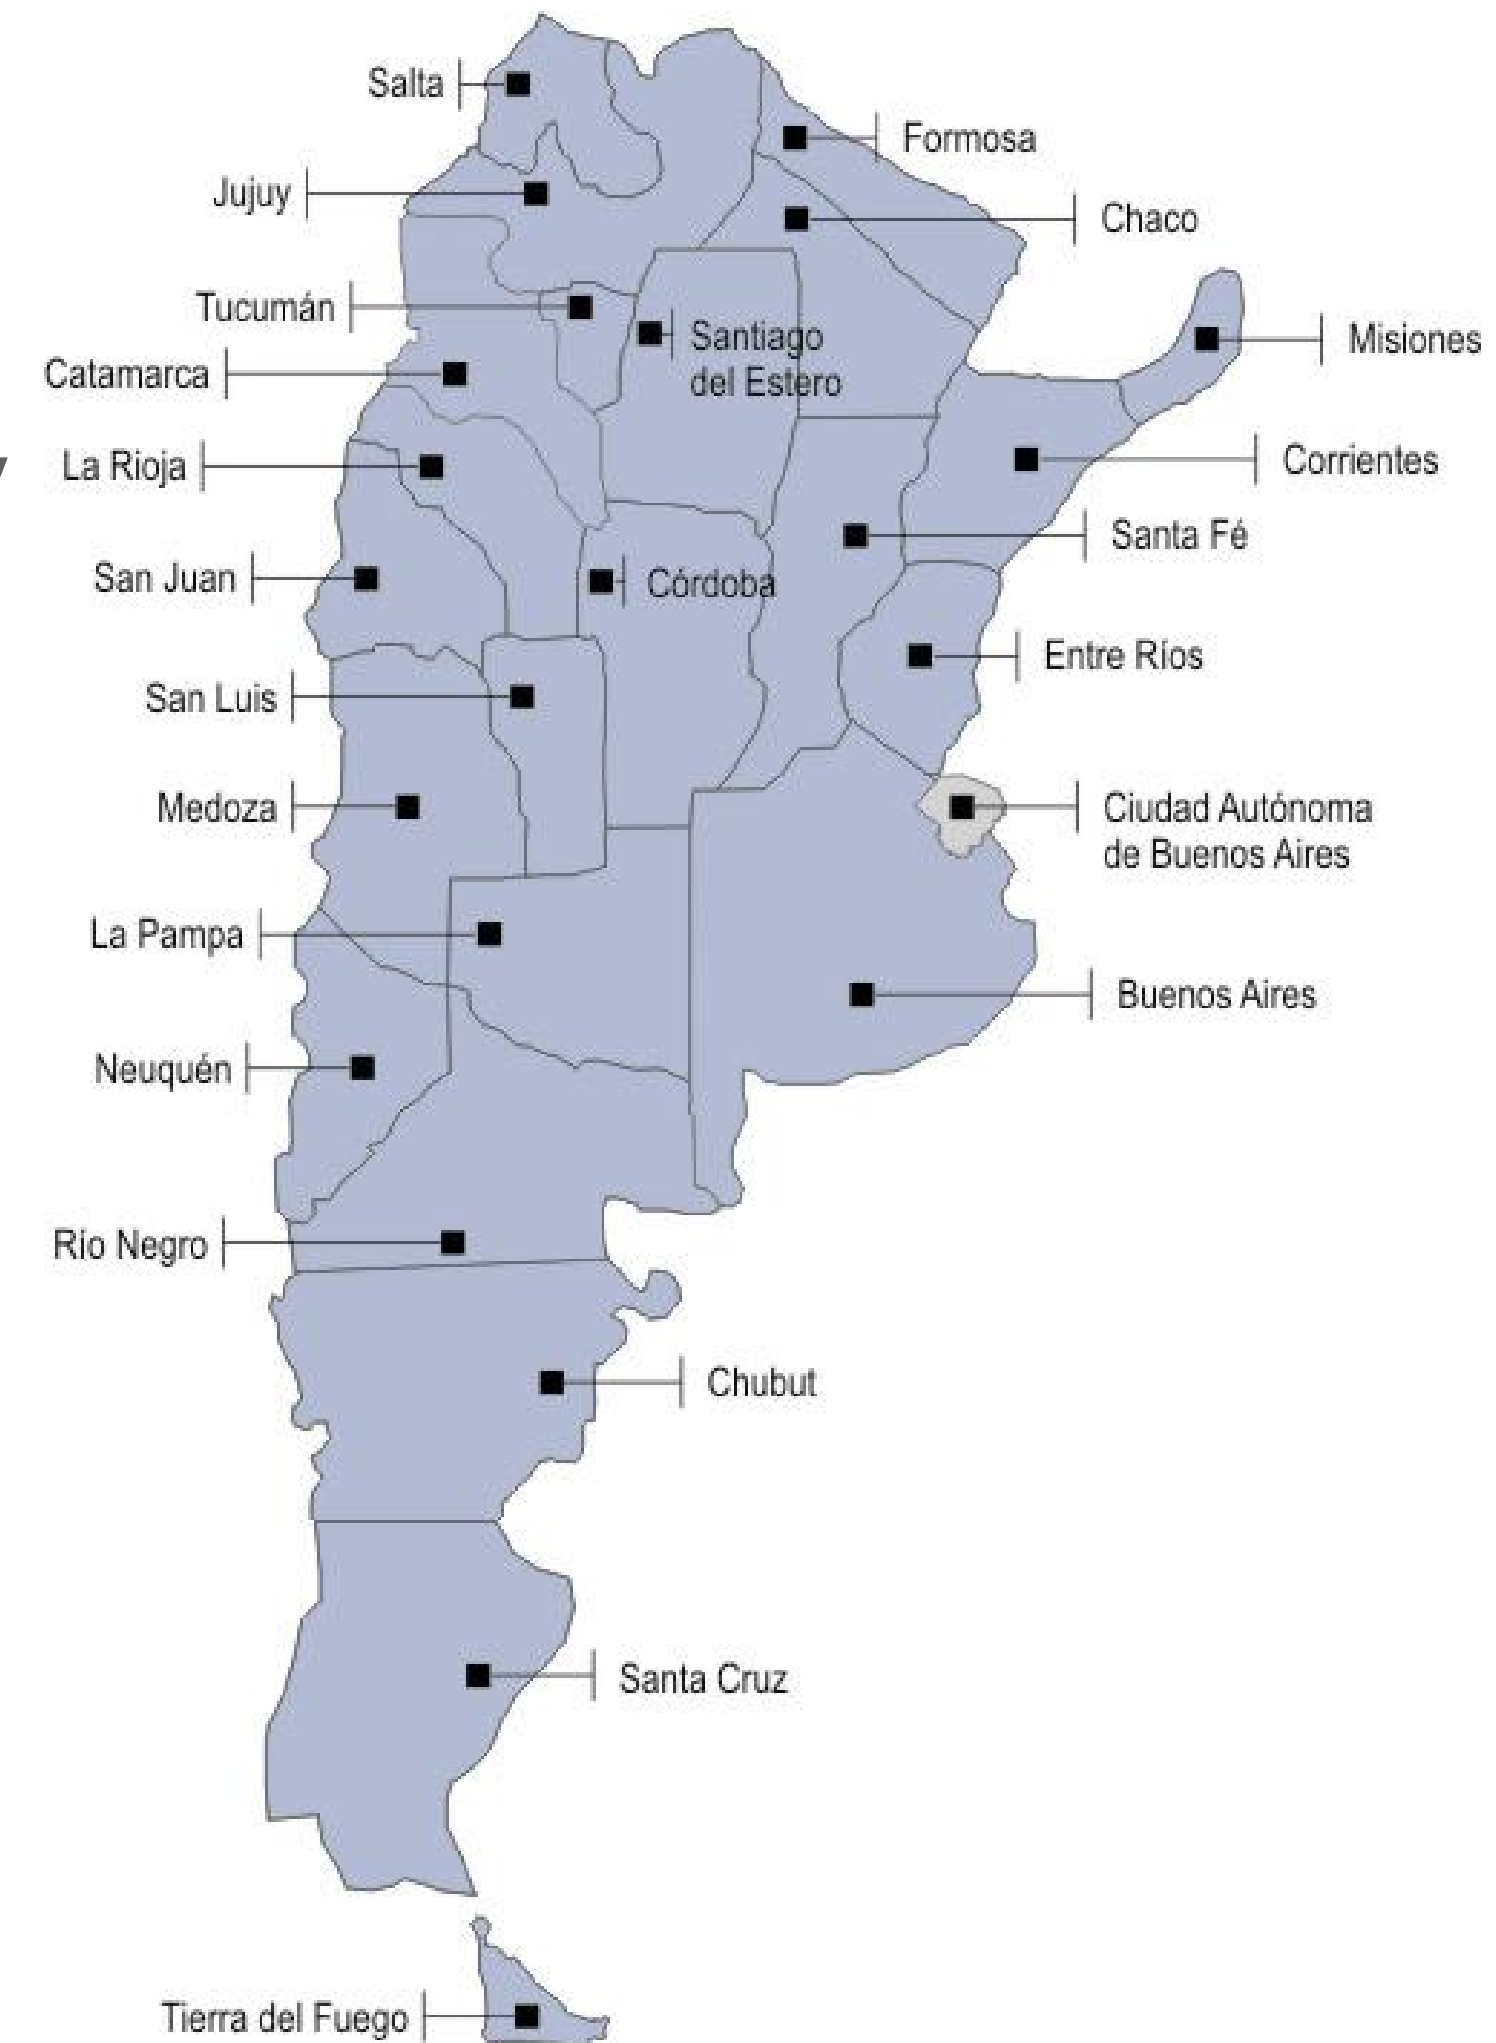 Salta
Formosa
Jujuy
Chaco
Tucumán
Santiago
del Estero
Misiones
Catamarca
La Rioja
Corrientes
Santa Fé
San Juan
Córdoba
Entre Ríos
San Luis
Medoza
Ciudad Autónoma
de Buenos Aires
La Pampa
Buenos Aires
Neuquén
Río Negro
Chubut
Santa Cruz
Tierra del Fuego